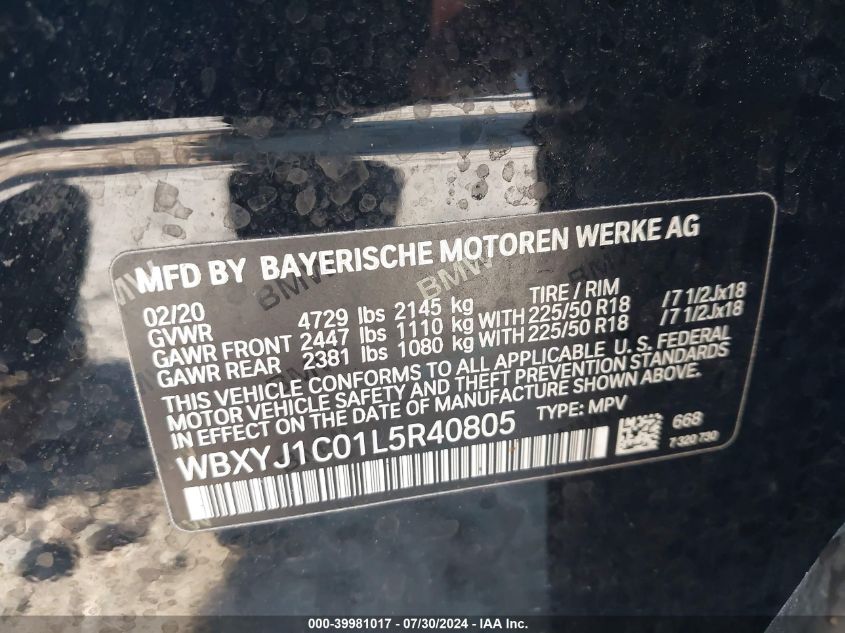 MFD BY BAYERISCHE MOTOREN WERKE AG
02/20 TIRE / RIM
GVWR 4729 lbs 2145 kg
GAWR FRONT 2447 lbs 1110 kg WITH 225/50 R18 /7 1/2Jx18
GAWR REAR 2381 lbs 1080 kg WITH 225/50 R18 /7 1/2Jx18
THIS VEHICLE CONFORMS TO ALL APPLICABLE U. S. FEDERAL
MOTOR VEHICLE SAFETY AND THEFT PREVENTION STANDARDS
IN EFFECT ON THE DATE OF MANUFACTURE SHOWN ABOVE.
WBXYJ1C01L5R40805 TYPE: MPV
668
7 320 730
000-39981017 / 07/30/2024 / IAA Inc.